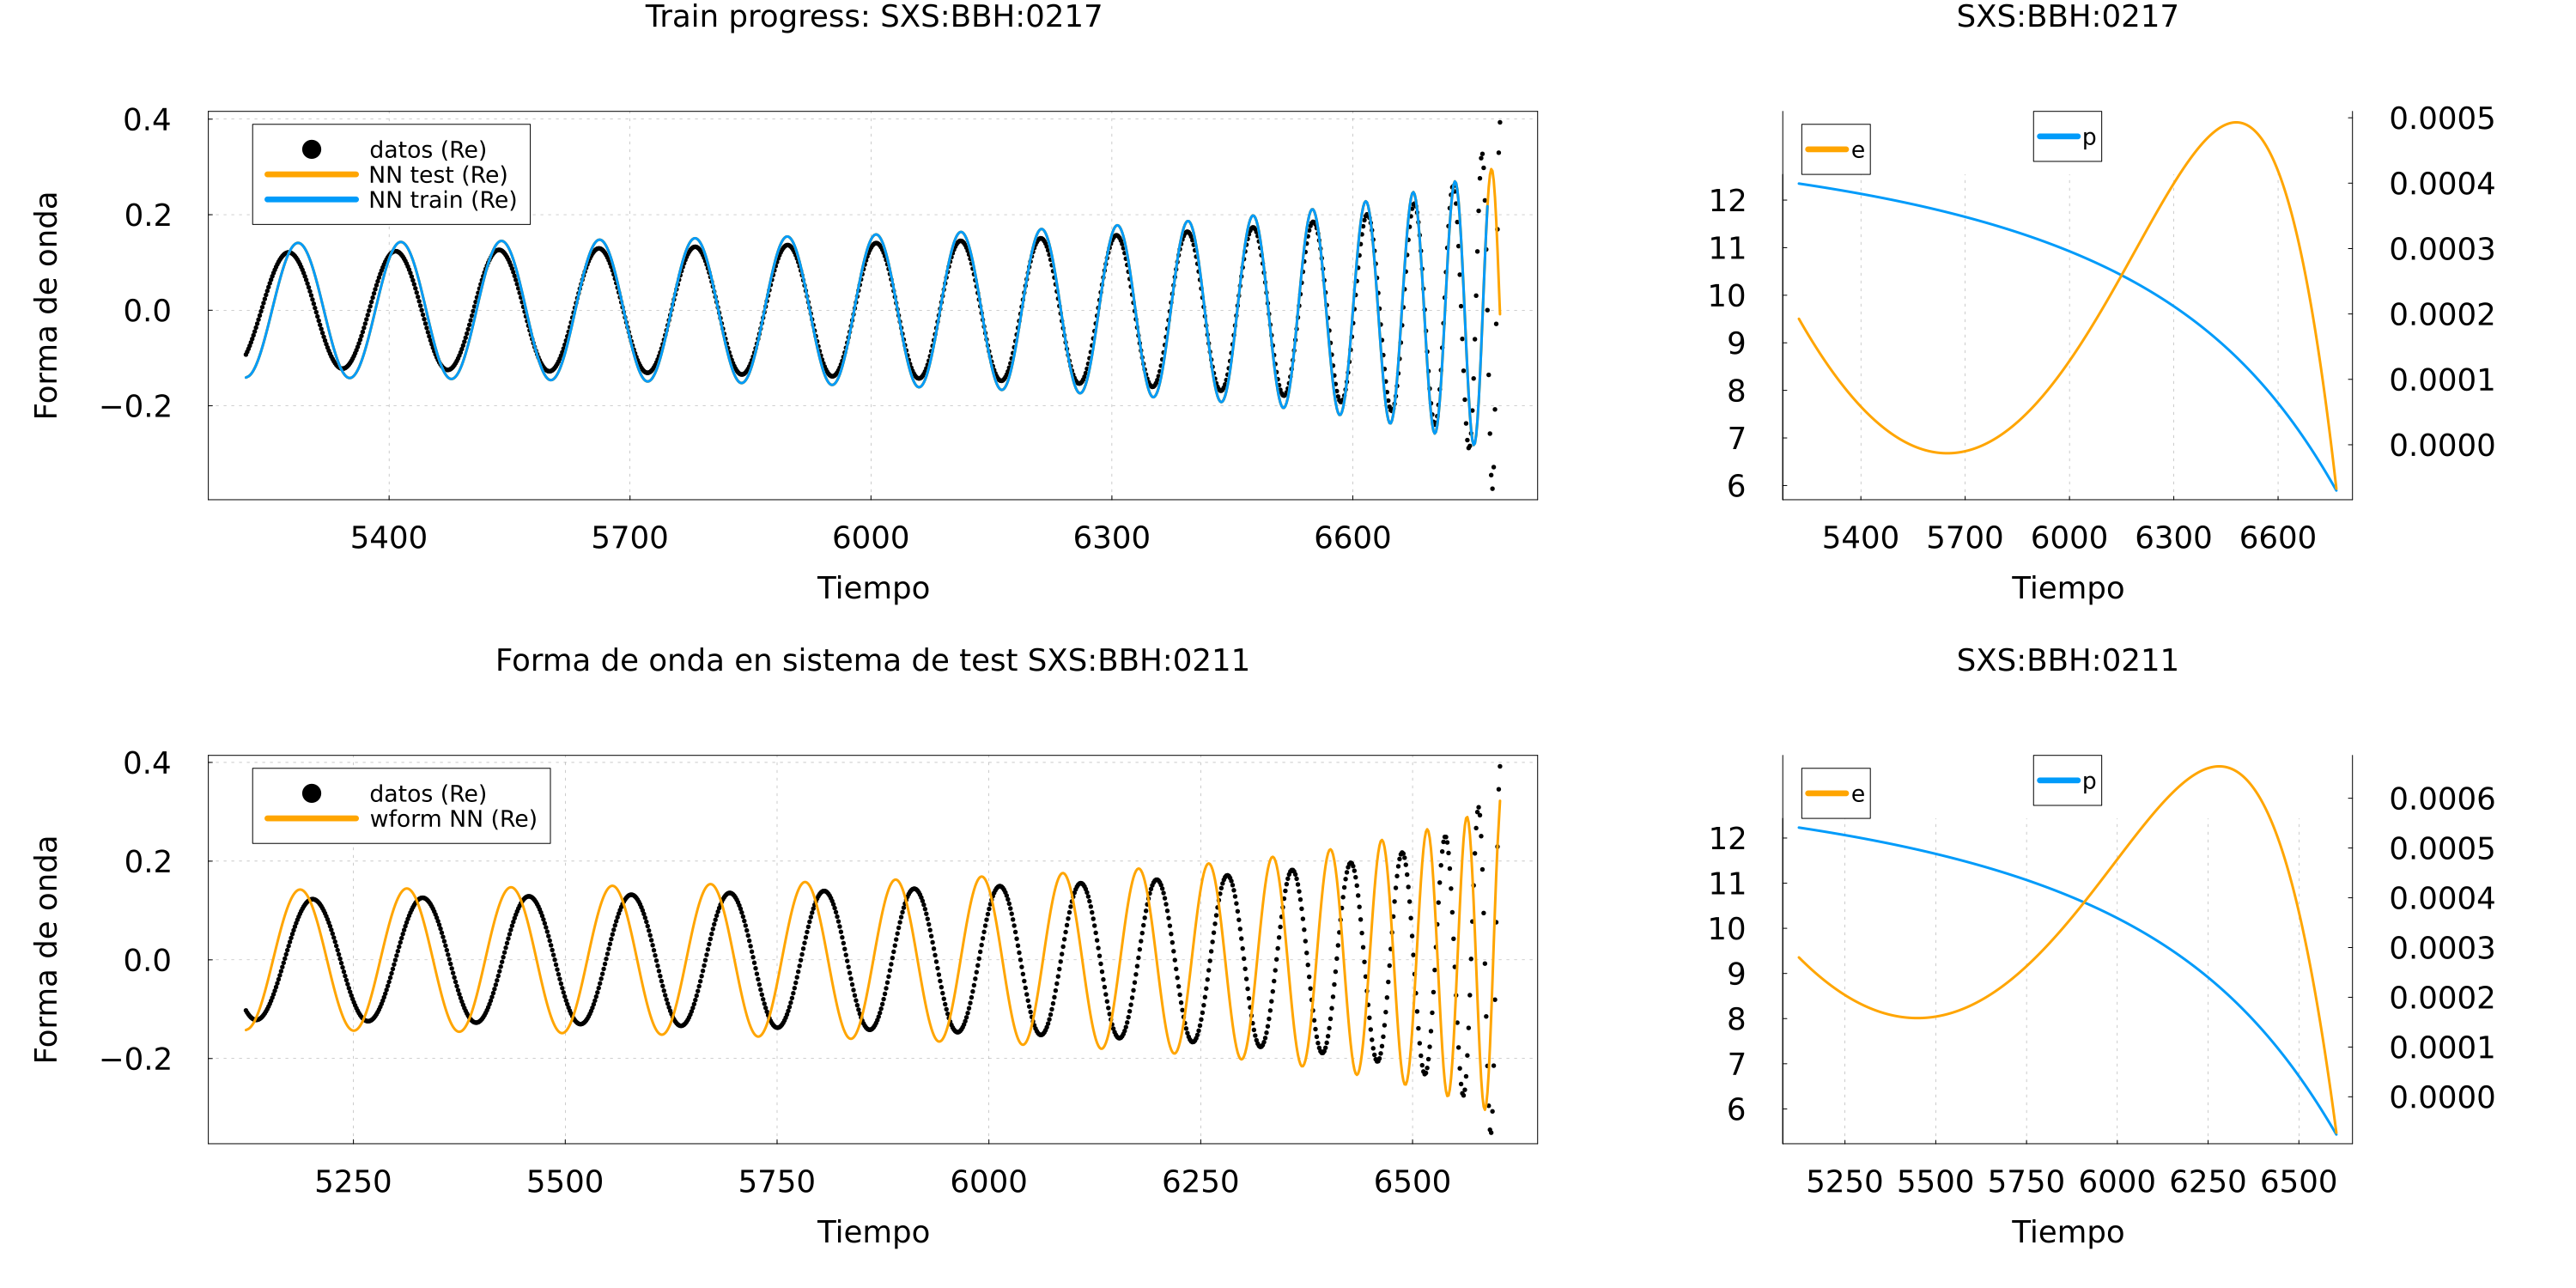 Train progress: SXS:BBH:0217
Forma de onda
0.4
0.2
0.0
−0.2
datos (Re)
NN test (Re)
NN train (Re)
5400 5700 6000 6300 6600
Tiempo
SXS:BBH:0217
12
11
10
9
8
7
6
e
p
0.0005
0.0004
0.0003
0.0002
0.0001
0.0000
5400 5700 6000 6300 6600
Tiempo
Forma de onda en sistema de test SXS:BBH:0211
Forma de onda
0.4
0.2
0.0
−0.2
datos (Re)
wform NN (Re)
5250 5500 5750 6000 6250 6500
Tiempo
SXS:BBH:0211
12
11
10
9
8
7
6
e
p
0.0006
0.0005
0.0004
0.0003
0.0002
0.0001
0.0000
5250 5500 5750 6000 6250 6500
Tiempo